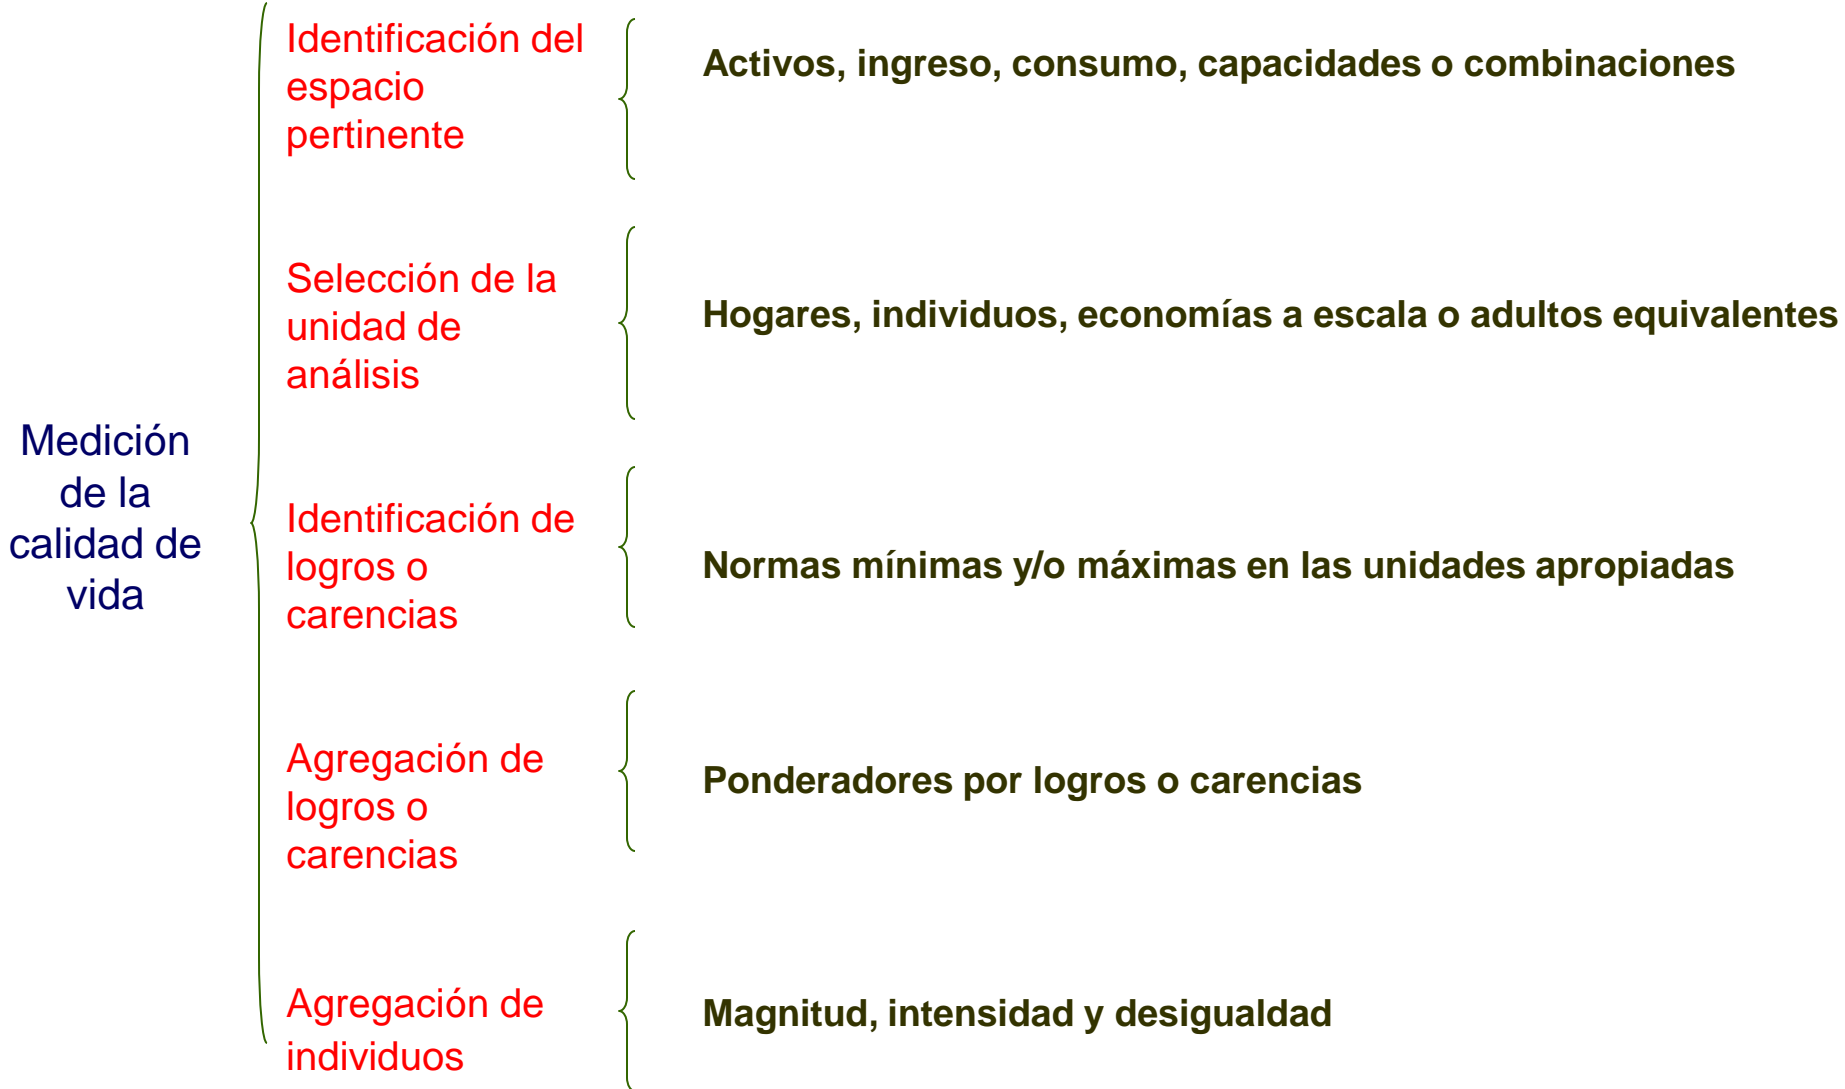 Medición
de la
calidad de
vida
Identificación del
espacio
pertinente
Activos, ingreso, consumo, capacidades o combinaciones
Selección de la
unidad de
análisis
Hogares, individuos, economías a escala o adultos equivalentes
Identificación de
logros o
carencias
Normas mínimas y/o máximas en las unidades apropiadas
Agregación de
logros o
carencias
Ponderadores por logros o carencias
Agregación de
individuos
Magnitud, intensidad y desigualdad